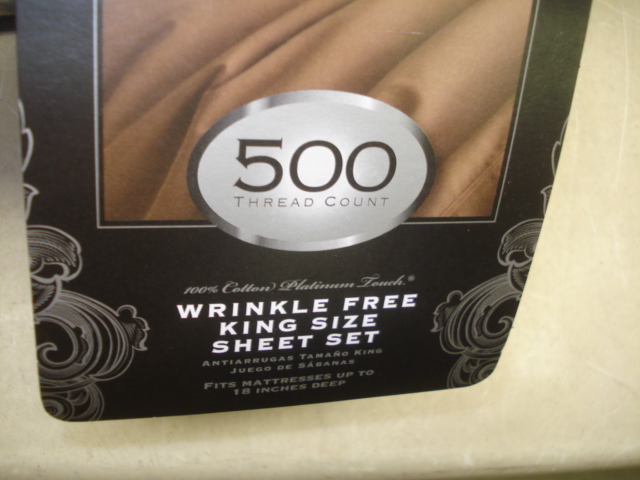 500
THREAD COUNT
100% Cotton Platinum Touch®
WRINKLE FREE
KING SIZE
SHEET SET
ANTIARRUGAS TAMAÑO KING
JUEGO DE SÁBANAS
FITS MATTRESSES UP TO
18 INCHES DEEP